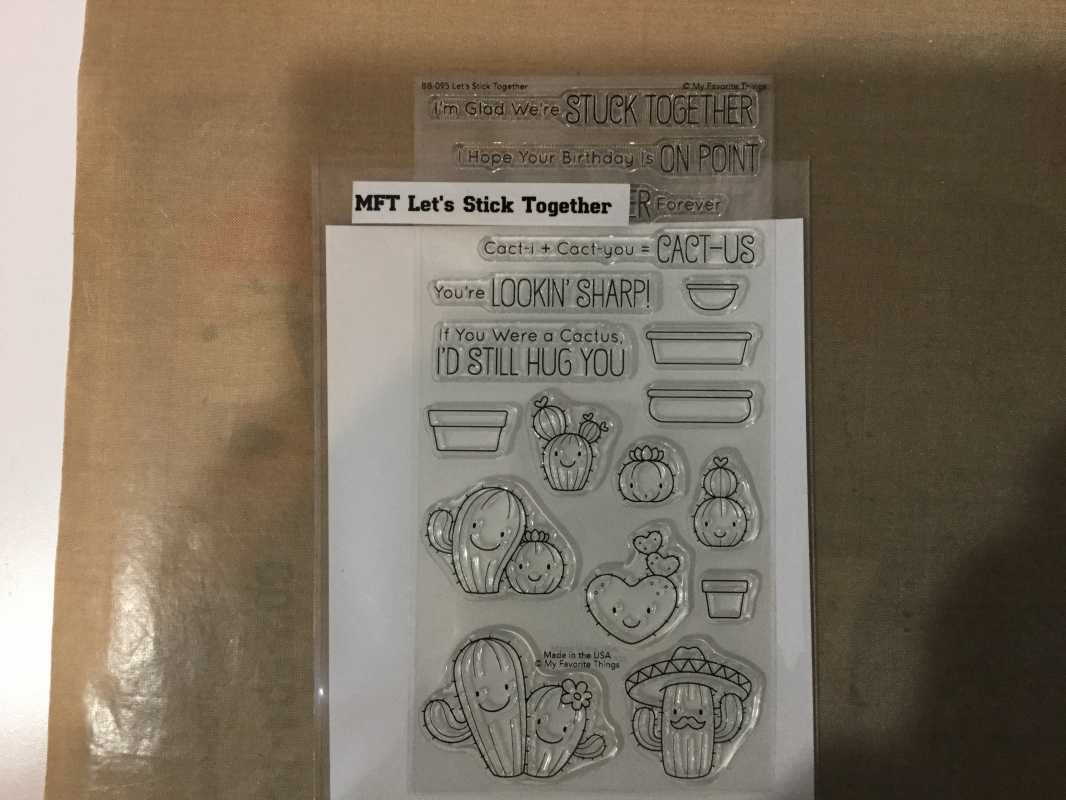 BB-095 Let's Stick Together © My Favorite Things
I'm Glad We're STUCK TOGETHER
I Hope Your Birthday Is ON POINT
MFT Let's Stick Together
Forever
Cact-i + Cact-you = CACT-US
You're LOOKIN' SHARP!
If You Were a Cactus,
I'D STILL HUG YOU
Made in the USA
© My Favorite Things